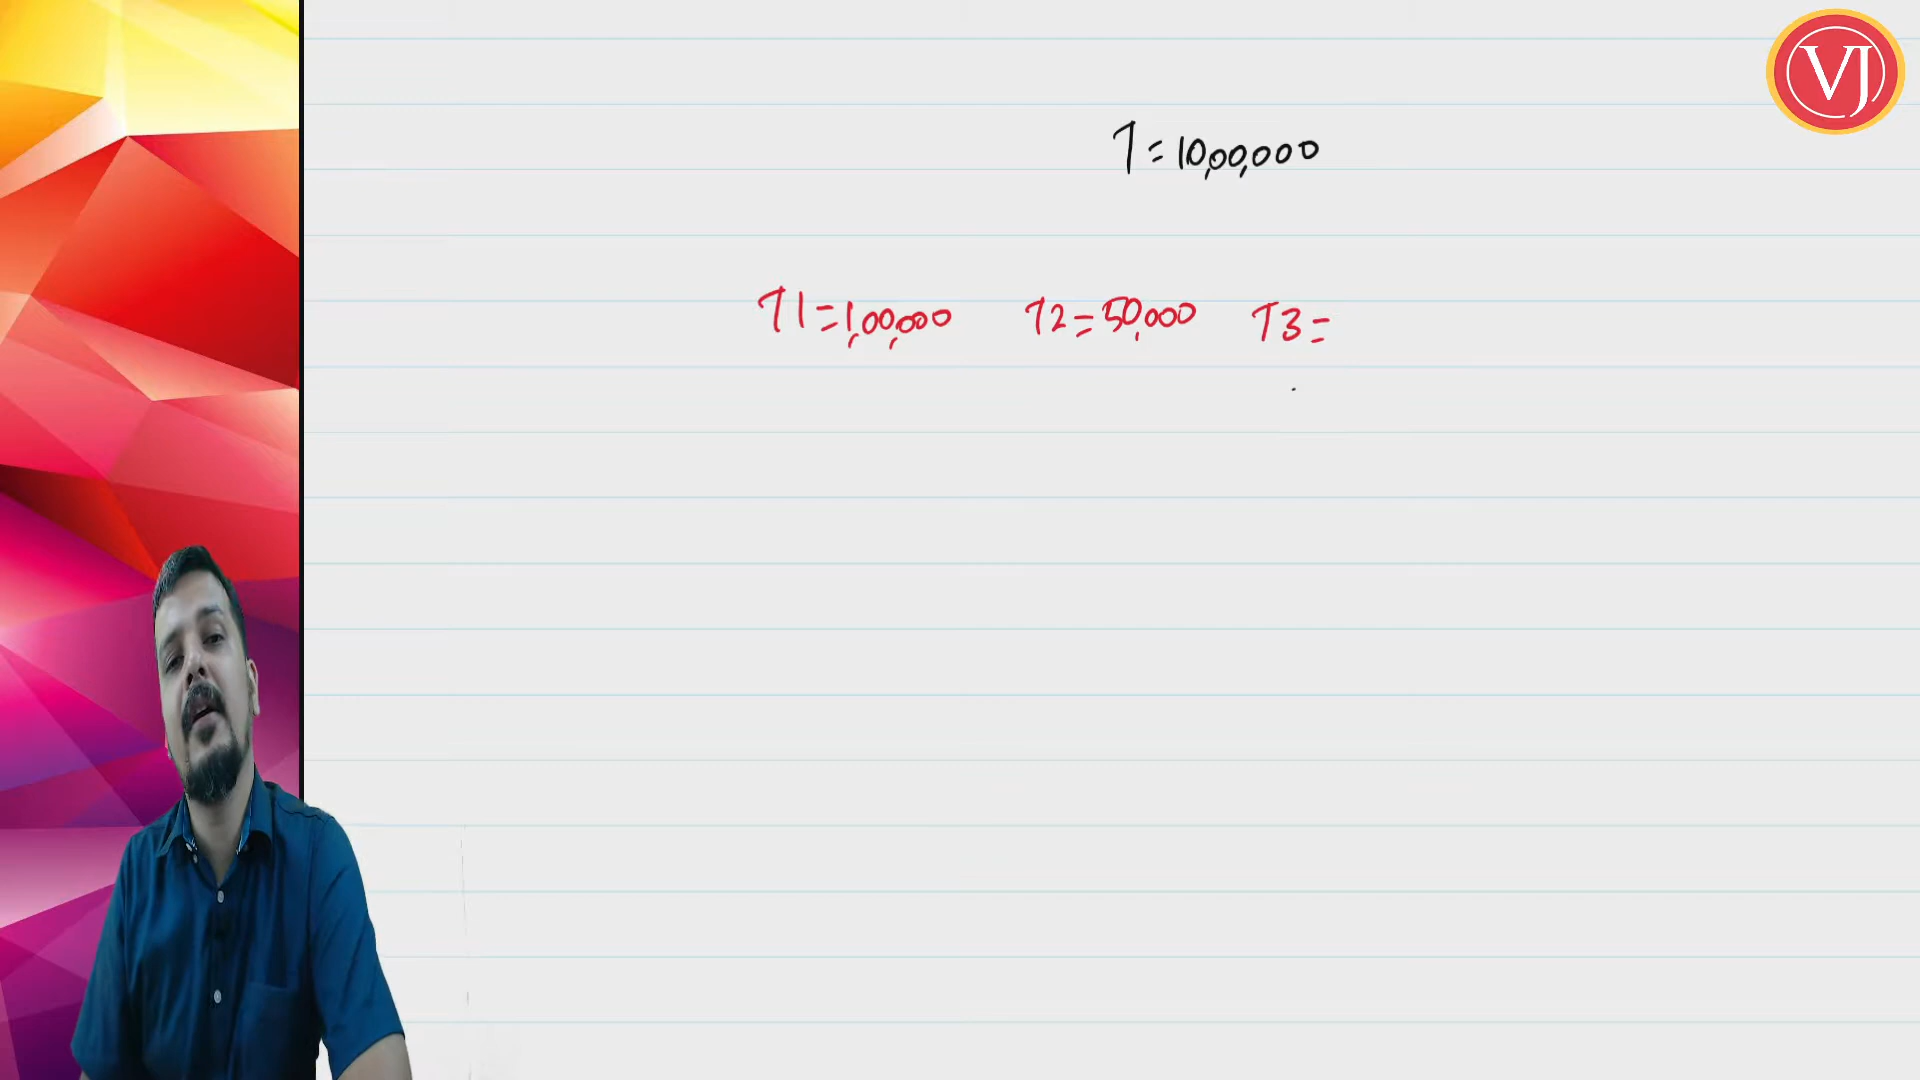 VJ
T = 10,00,000
T1 = 1,00,000 T2 = 50,000 T3 =